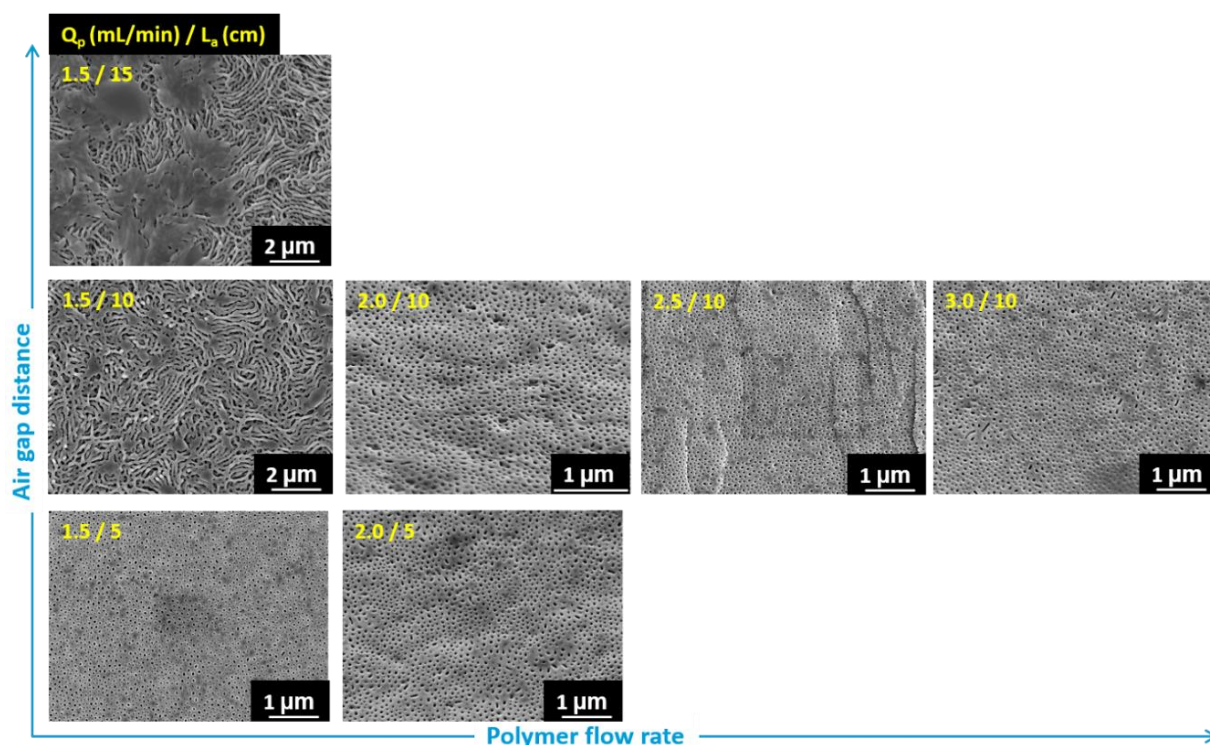 Qp (mL/min) / La (cm)
1.5 / 15
2 µm
1.5 / 10
2 µm
2.0 / 10
1 µm
2.5 / 10
1 µm
3.0 / 10
1 µm
1.5 / 5
1 µm
2.0 / 5
1 µm
Air gap distance
Polymer flow rate